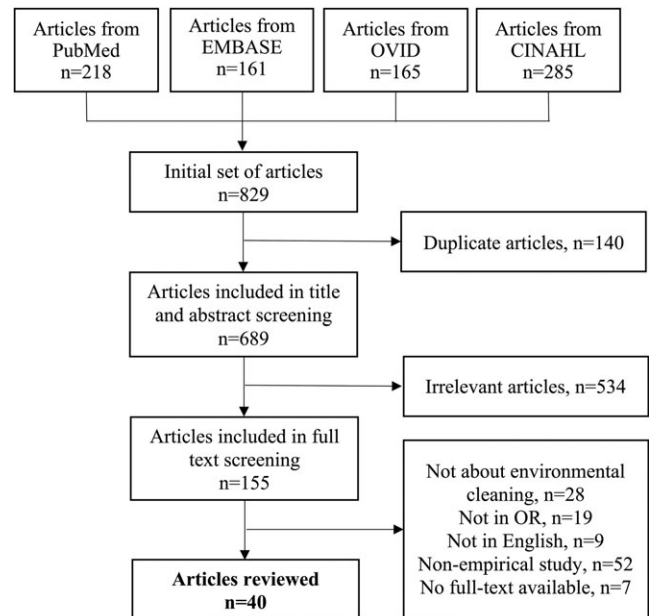 Articles from
PubMed
n=218
Articles from
EMBASE
n=161
Articles from
OVID
n=165
Articles from
CINAHL
n=285
Initial set of articles
n=829
Duplicate articles, n=140
Articles included in title
and abstract screening
n=689
Irrelevant articles, n=534
Articles included in full
text screening
n=155
Not about environmental
cleaning, n=28
Not in OR, n=19
Not in English, n=9
Non-empirical study, n=52
No full-text available, n=7
Articles reviewed
n=40